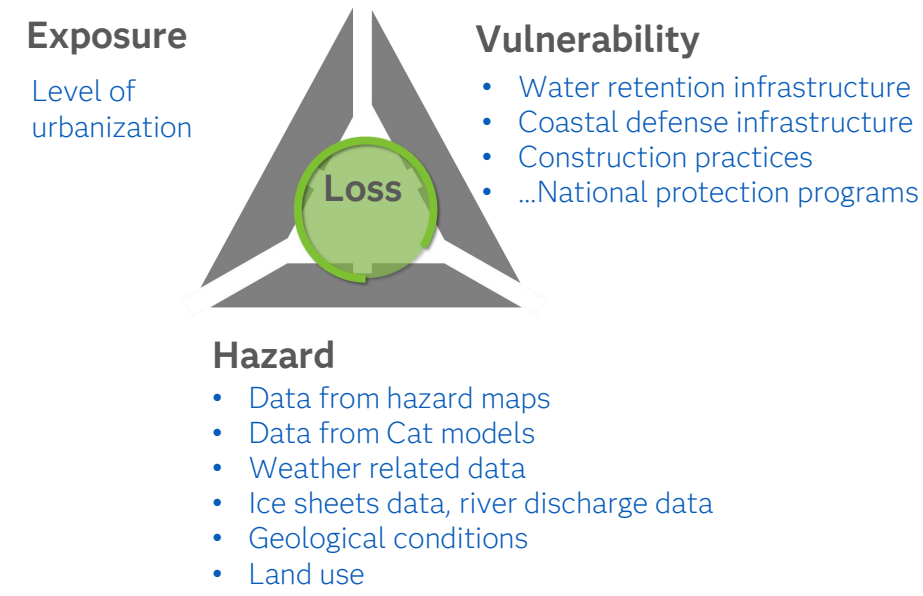 Exposure
Level of
urbanization
Vulnerability
• Water retention infrastructure
• Coastal defense infrastructure
• Construction practices
• ...National protection programs
Loss
Hazard
• Data from hazard maps
• Data from Cat models
• Weather related data
• Ice sheets data, river discharge data
• Geological conditions
• Land use